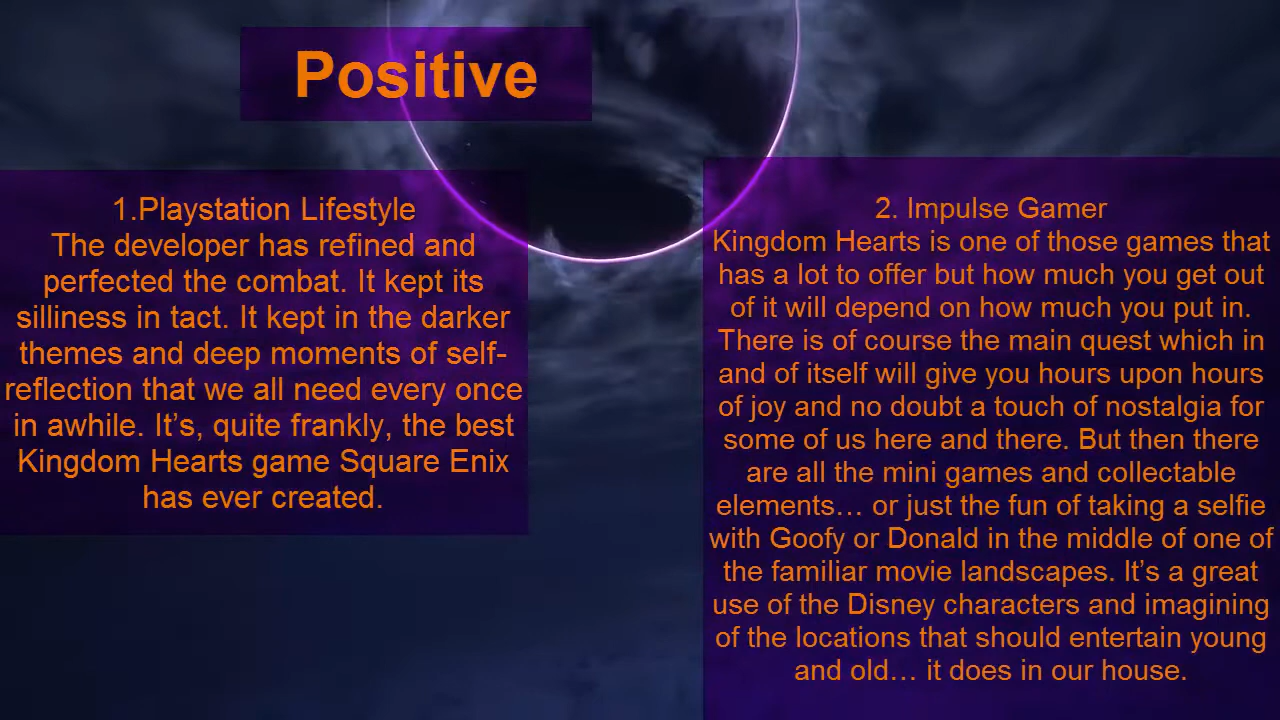 Positive
1.Playstation Lifestyle
The developer has refined and
perfected the combat. It kept its
silliness in tact. It kept in the darker
themes and deep moments of self-
reflection that we all need every once
in awhile. It’s, quite frankly, the best
Kingdom Hearts game Square Enix
has ever created.
2. Impulse Gamer
Kingdom Hearts is one of those games that
has a lot to offer but how much you get out
of it will depend on how much you put in.
There is of course the main quest which in
and of itself will give you hours upon hours
of joy and no doubt a touch of nostalgia for
some of us here and there. But then there
are all the mini games and collectable
elements… or just the fun of taking a selfie
with Goofy or Donald in the middle of one of
the familiar movie landscapes. It’s a great
use of the Disney characters and imagining
of the locations that should entertain young
and old… it does in our house.